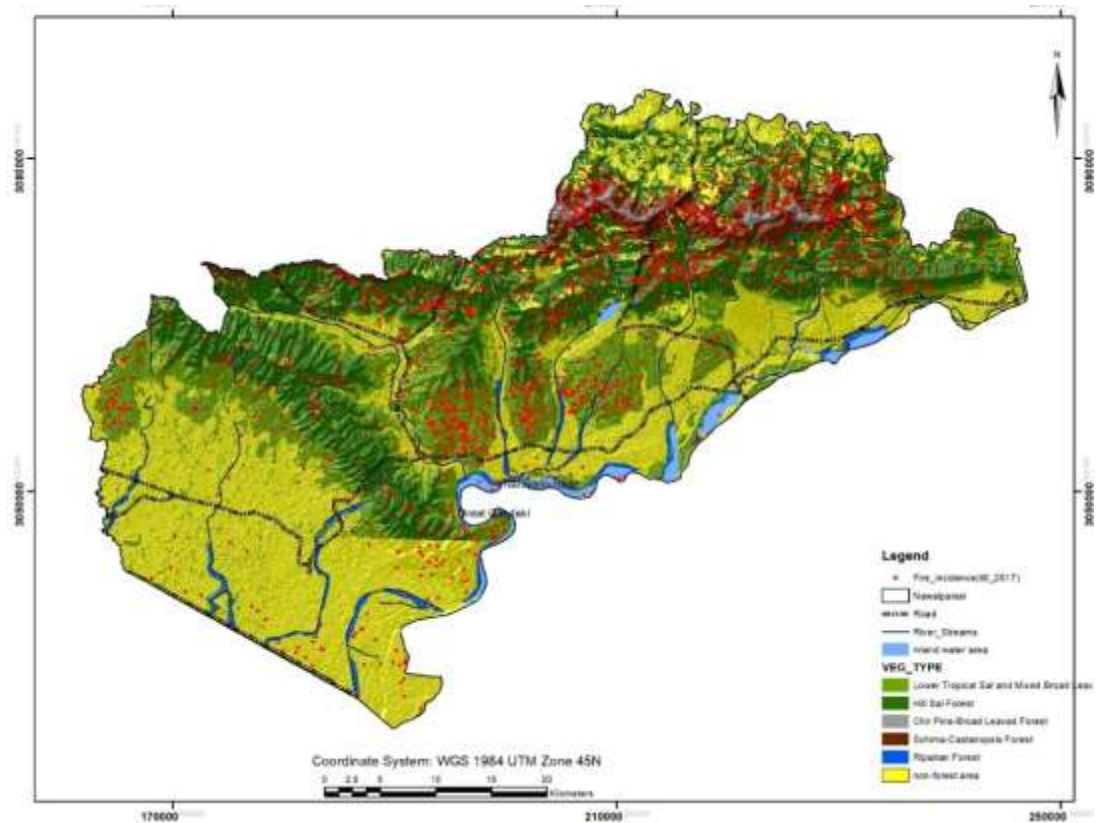 N
3080000
3080000
3050000
3050000
Legend
Fire_incidence(till_2017)
Nawalparasi
Road
River_Streams
Inland water area
VEG_TYPE
Lower Tropical Sal and Mixed Broad Leav
Hill Sal Forest
Chir Pine-Broad Leaved Forest
Schima-Castanopsis Forest
Riparian Forest
non-forest area
Coordinate System: WGS 1984 UTM Zone 45N
0 2.5 5 10 15 20
Kilometers
170000
210000
250000